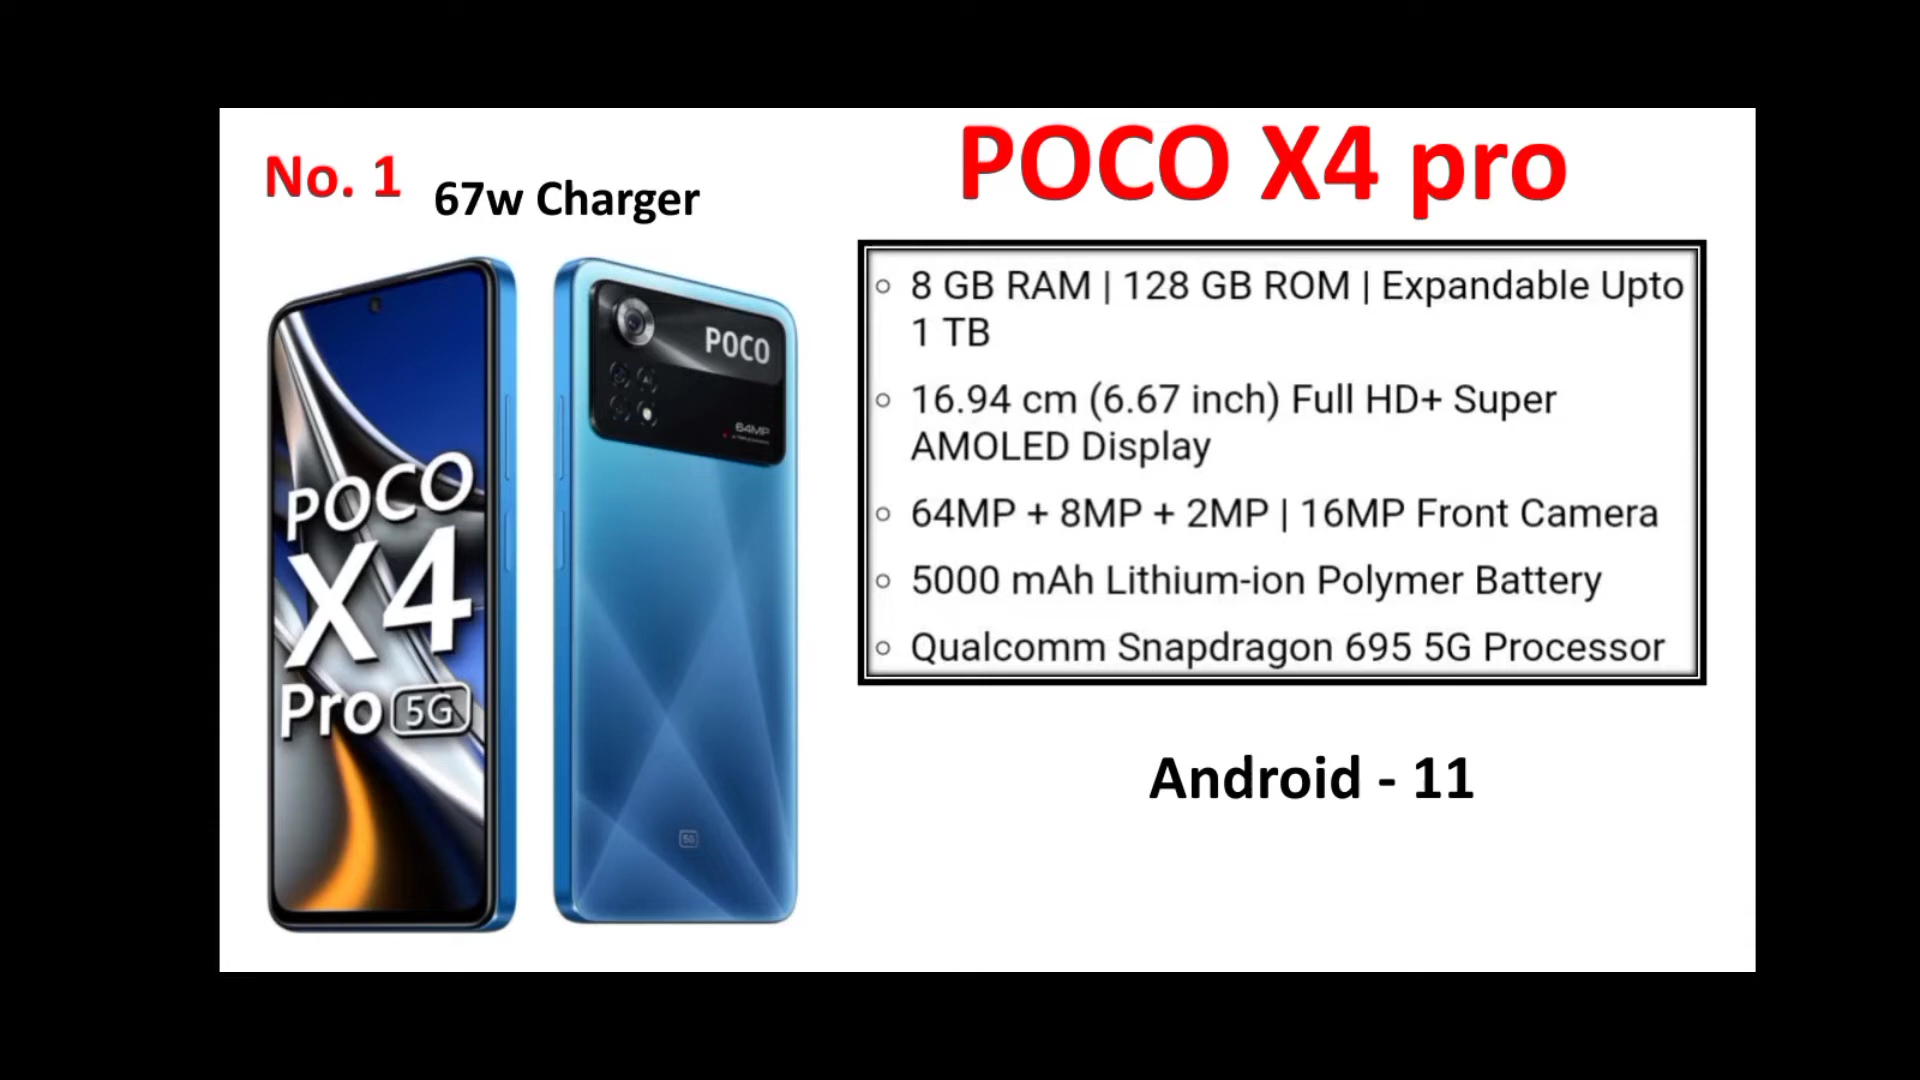 No. 1
67w Charger
POCO X4 pro
8 GB RAM | 128 GB ROM | Expandable Upto
1 TB
16.94 cm (6.67 inch) Full HD+ Super
AMOLED Display
64MP + 8MP + 2MP | 16MP Front Camera
5000 mAh Lithium-ion Polymer Battery
Qualcomm Snapdragon 695 5G Processor
Android - 11
POCO
X4
Pro 5G
POCO
64MP
5G